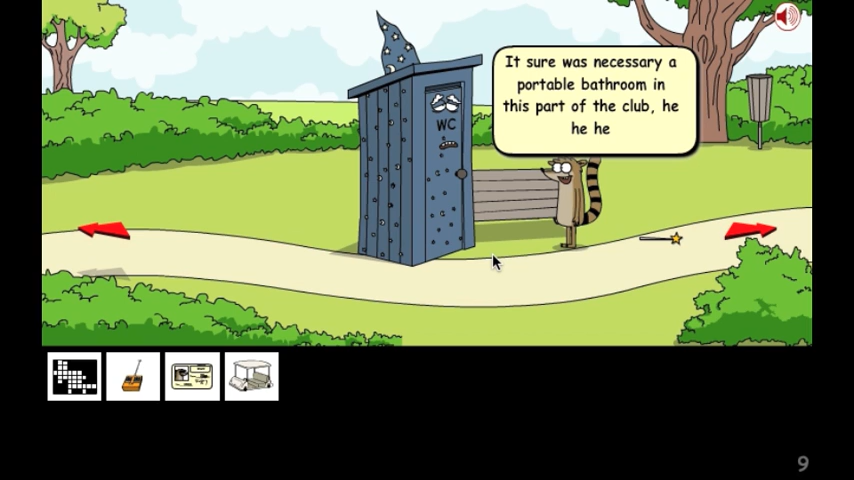 It sure was necessary a
portable bathroom in
this part of the club, he
he he
WC
9